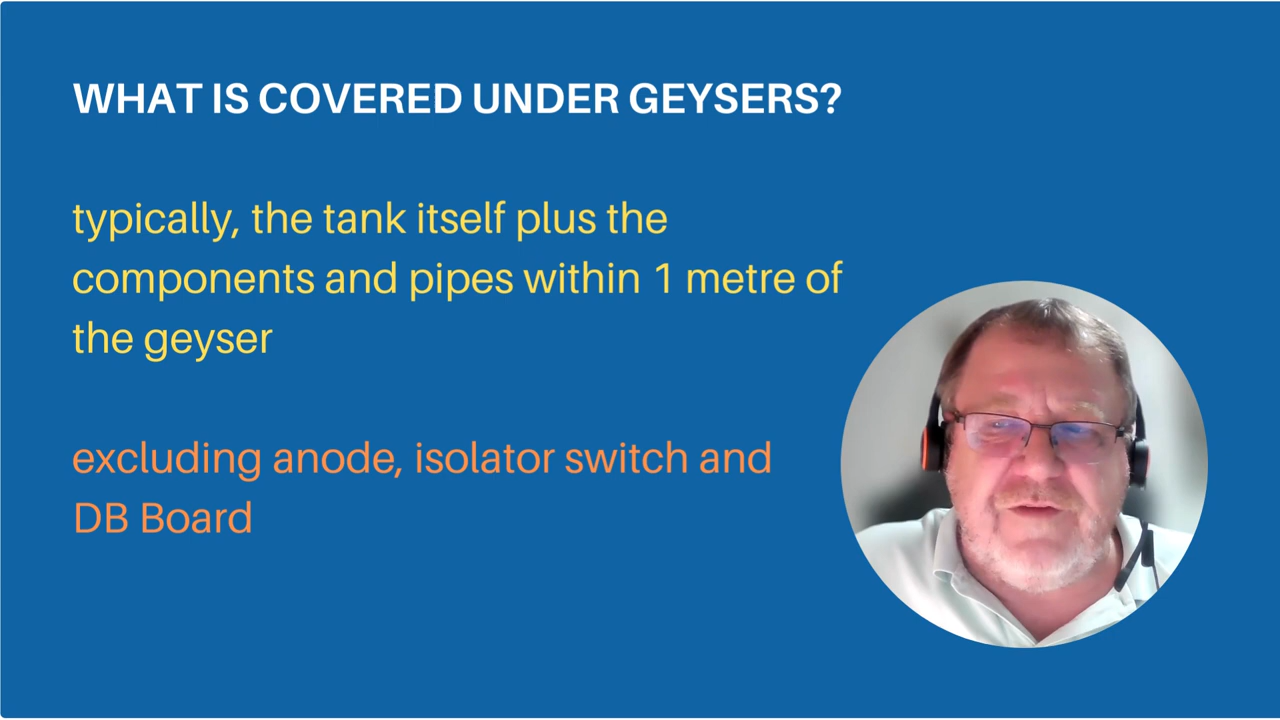 WHAT IS COVERED UNDER GEYSERS?
typically, the tank itself plus the
components and pipes within 1 metre of
the geyser
excluding anode, isolator switch and
DB Board